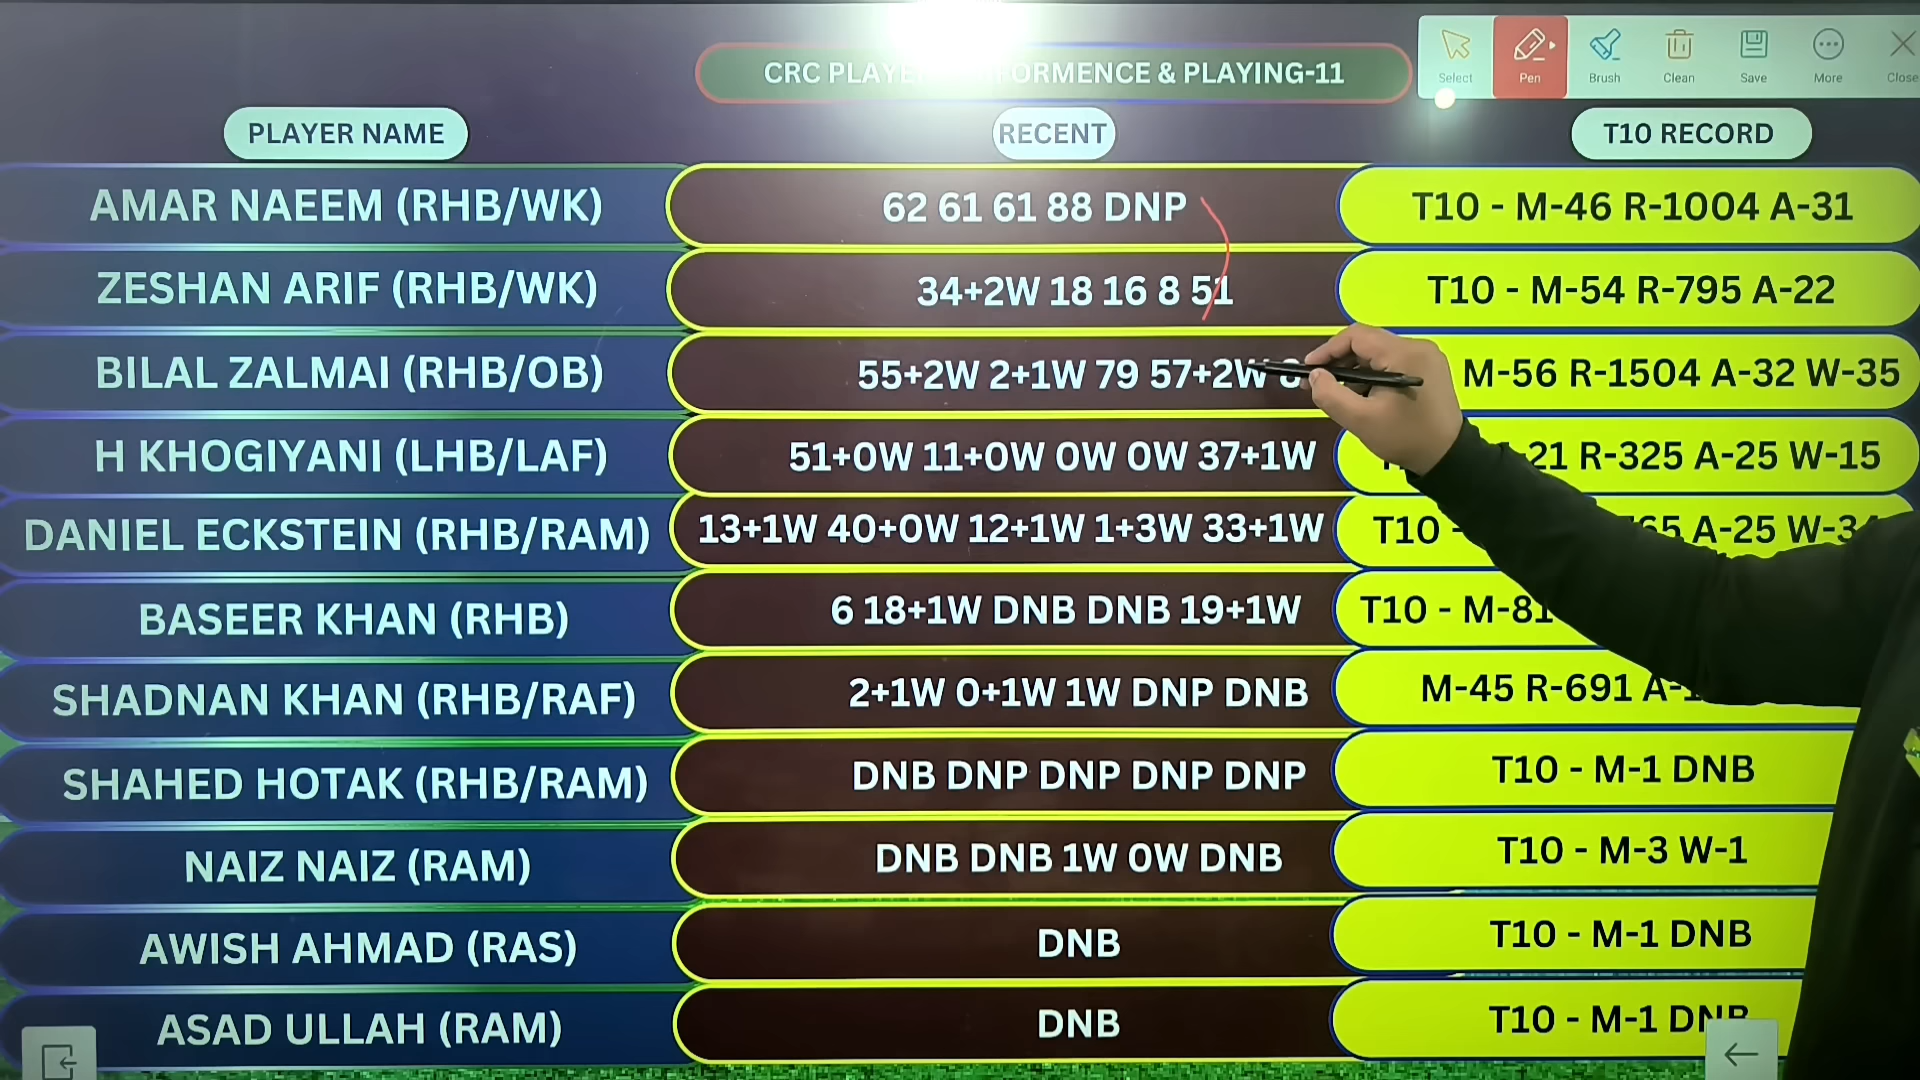 CRC PLAYE ORMENCE & PLAYING-11
Select Pen Brush Clean Save More Close
PLAYER NAME RECENT T10 RECORD
AMAR NAEEM (RHB/WK) 62 61 61 88 DNP T10 - M-46 R-1004 A-31
ZESHAN ARIF (RHB/WK) 34+2W 18 16 8 51 T10 - M-54 R-795 A-22
BILAL ZALMAI (RHB/OB) 55+2W 2+1W 79 57+2W M-56 R-1504 A-32 W-35
H KHOGIYANI (LHB/LAF) 51+0W 11+0W 0W 0W 37+1W 21 R-325 A-25 W-15
DANIEL ECKSTEIN (RHB/RAM) 13+1W 40+0W 12+1W 1+3W 33+1W T10 - 65 A-25 W-34
BASEER KHAN (RHB) 6 18+1W DNB DNB 19+1W T10 - M-81
SHADNAN KHAN (RHB/RAF) 2+1W 0+1W 1W DNP DNB M-45 R-691
SHAHED HOTAK (RHB/RAM) DNB DNP DNP DNP DNP T10 - M-1 DNB
NAIZ NAIZ (RAM) DNB DNB 1W 0W DNB T10 - M-3 W-1
AWISH AHMAD (RAS) DNB T10 - M-1 DNB
ASAD ULLAH (RAM) DNB T10 - M-1 DNB